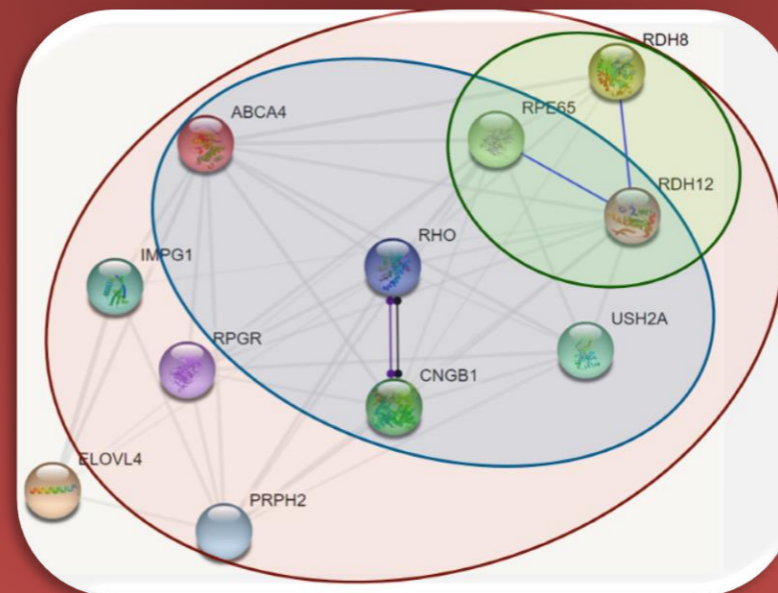 RDH8
ABCA4
RPE65
RDH12
RHO
IMPG1
USH2A
RPGR
CNGB1
ELOVL4
PRPH2